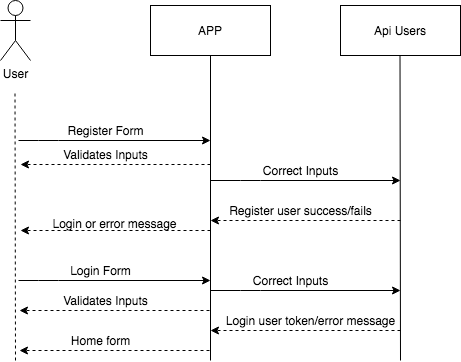 APP
Api Users
User
Register Form
Validates Inputs
Correct Inputs
Register user success/fails
Login or error message
Login Form
Correct Inputs
Validates Inputs
Login user token/error message
Home form